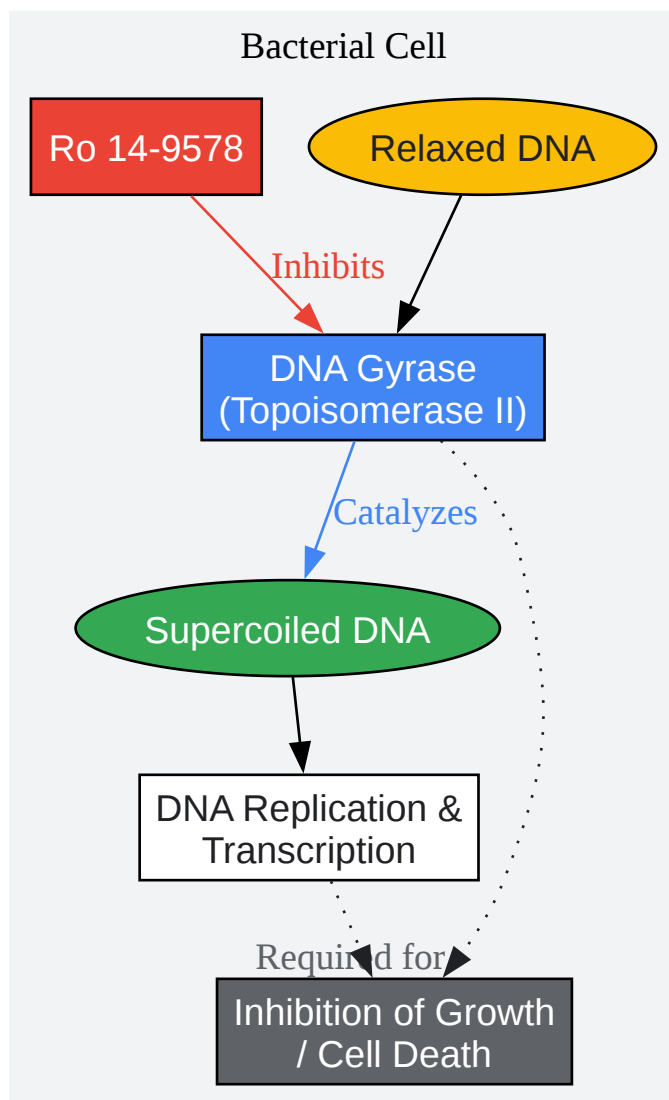 Bacterial Cell
Ro 14-9578
Relaxed DNA
Inhibits
DNA Gyrase
(Topoisomerase II)
Catalyzes
Supercoiled DNA
DNA Replication &
Transcription
Required for
Inhibition of Growth
/ Cell Death